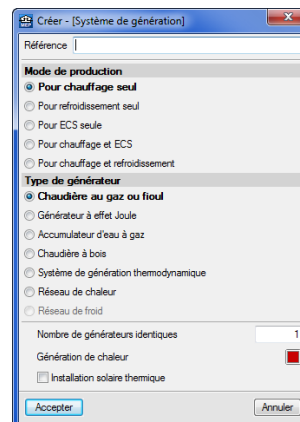 Créer - [Système de génération]
Référence
Mode de production
Pour chauffage seul
Pour refroidissement seul
Pour ECS seule
Pour chauffage et ECS
Pour chauffage et refroidissement
Type de générateur
Chaudière au gaz ou fioul
Générateur à effet Joule
Accumulateur d'eau à gaz
Chaudière à bois
Système de génération thermodynamique
Réseau de chaleur
Réseau de froid
Nombre de générateurs identiques 1
Génération de chaleur
Installation solaire thermique
Accepter Annuler